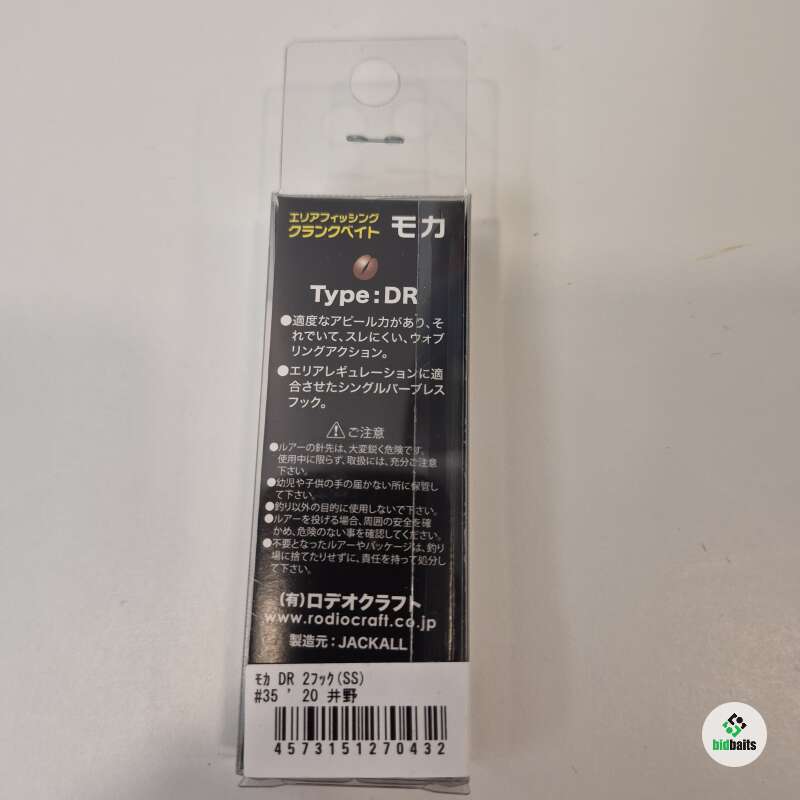 エリアフィッシング
クランクベイト モカ
Type:DR
●適度なアピール力があり、そ
れでいて、スレにくい、ウォブ
リングアクション。
●エリアレギュレーションに適
合させたシングルバーブレス
フック。
ご注意
●ルアーの針先は、大変鋭く危険です。
使用中に限らず、取扱には、充分ご注意
下さい。
●幼児や子供の手の届かない所に保管し
て下さい。
●釣り以外の目的に使用しないで下さい。
●ルアーを投げる場合、周囲の安全を確
かめ、危険のない事を確認してください。
●不要となったルアーやパッケージは、釣り
場に捨てたりせずに、責任を持って処分し
て下さい。
(有)ロデオクラフト
www.rodiocraft.co.jp
製造元:JACKALL
ﾓｶ DR 2ﾌｯｸ(SS)
#35 '20 井野
4573151270432
bidbaits